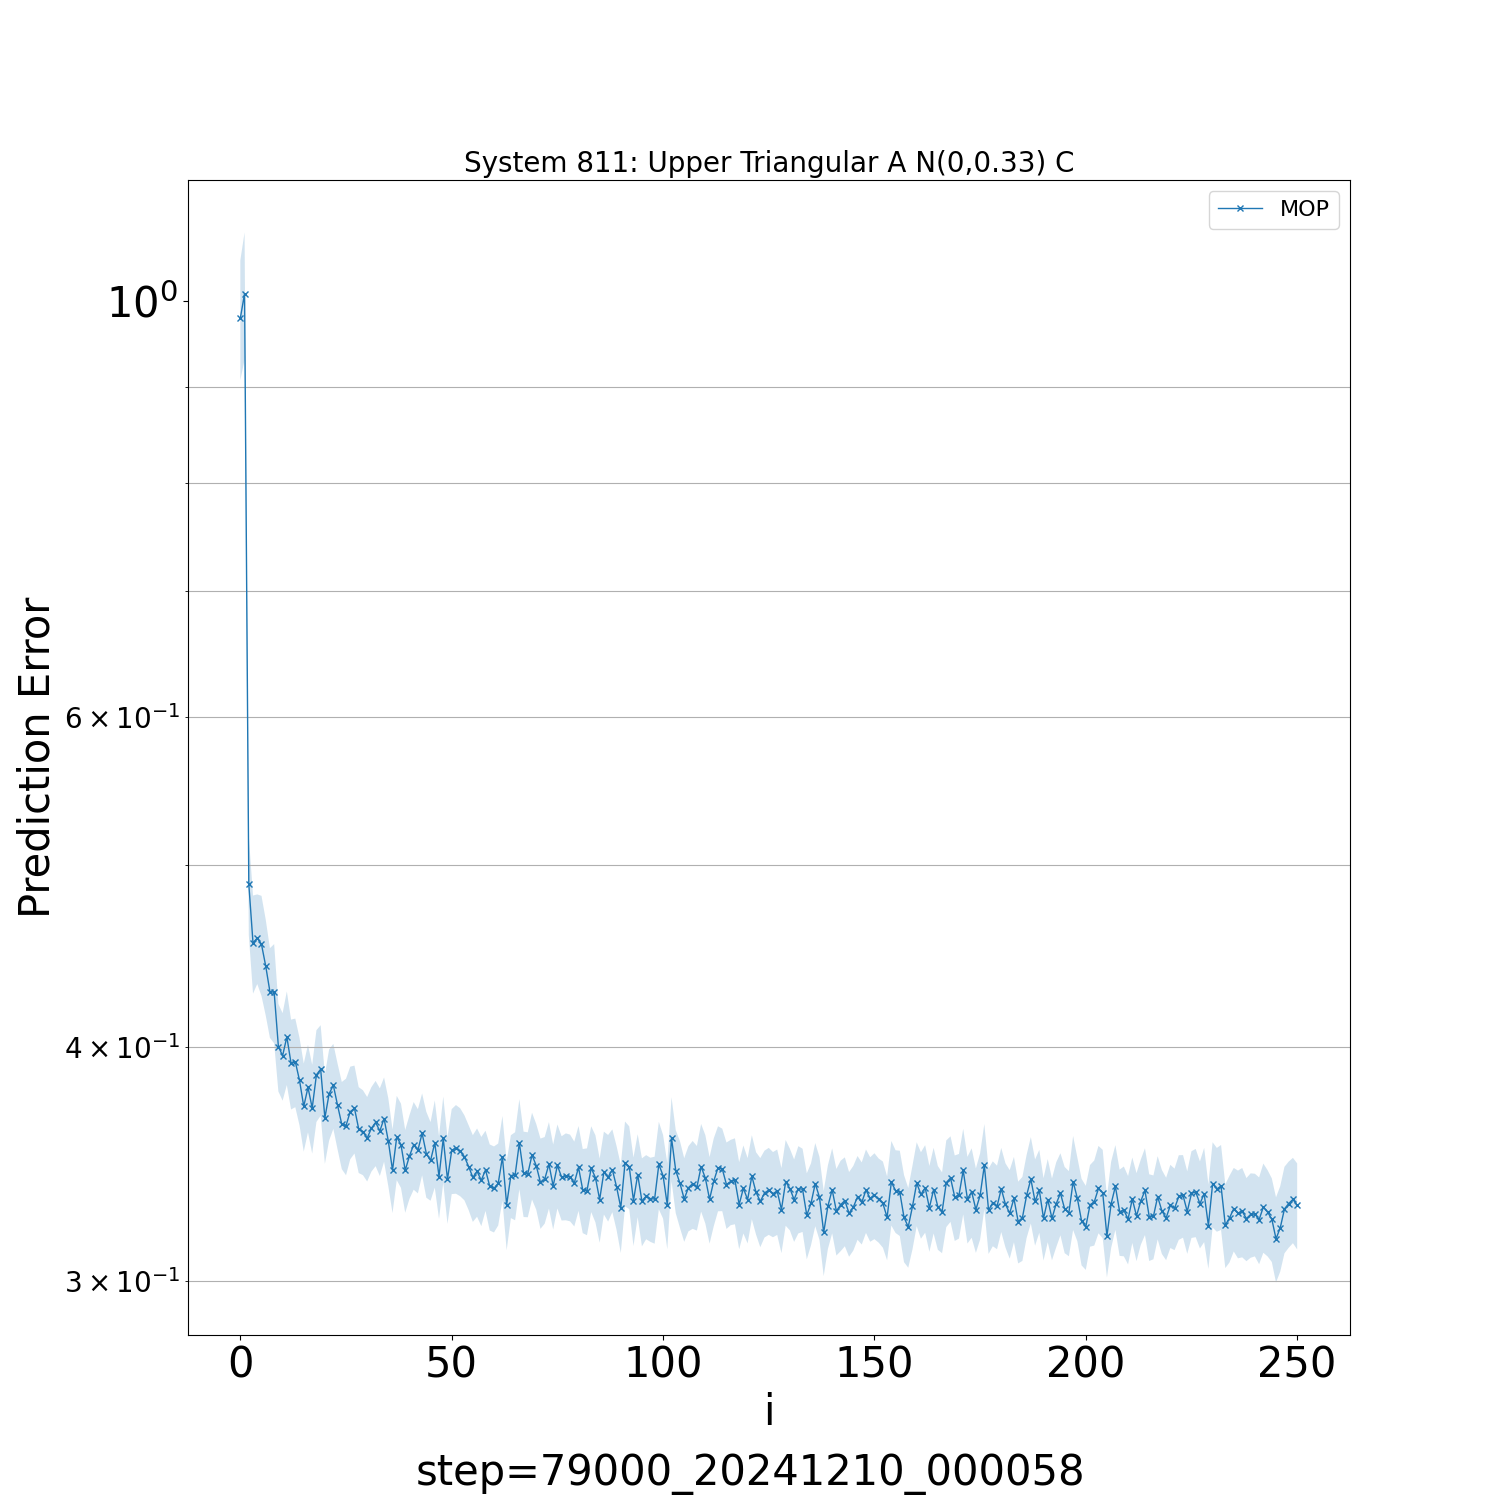 System 811: Upper Triangular A N(0,0.33) C
MOP
10⁰
6 × 10⁻¹
4 × 10⁻¹
3 × 10⁻¹
Prediction Error
0 50 100 150 200 250
i
step=79000_20241210_000058